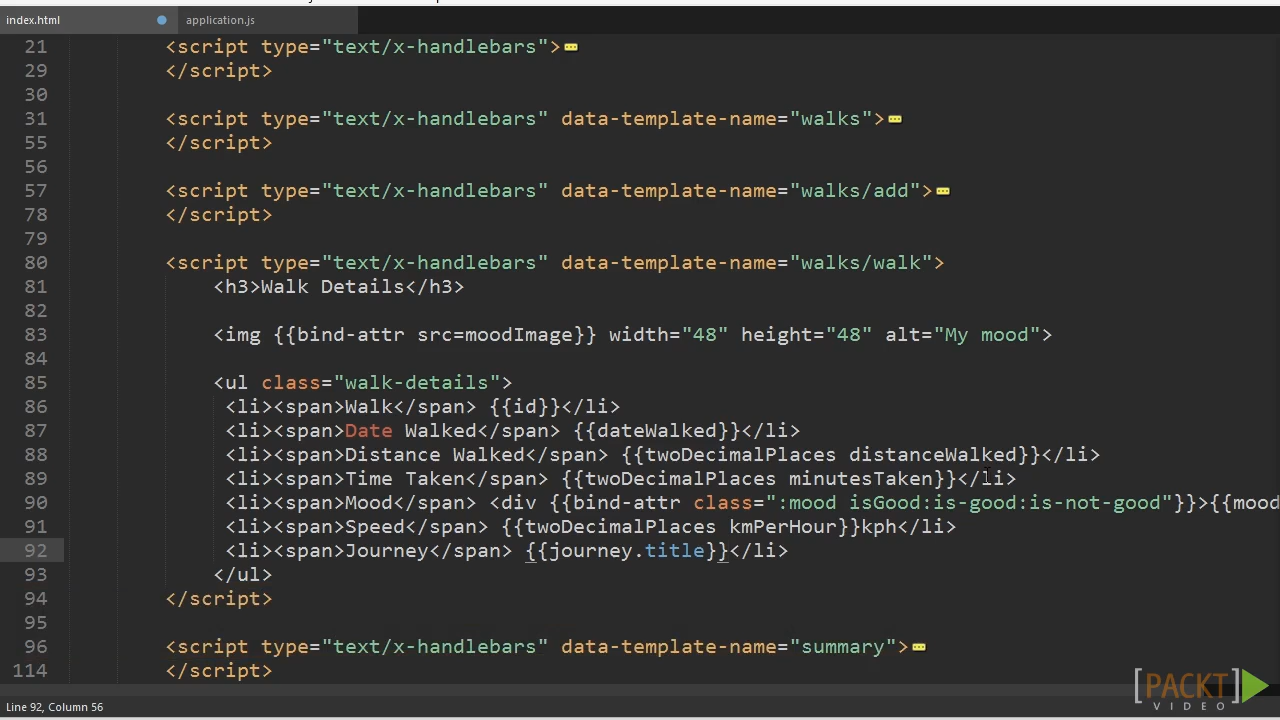 index.html
application.js
21 <script type="text/x-handlebars">
29 </script>
30
31 <script type="text/x-handlebars" data-template-name="walks">
55 </script>
56
57 <script type="text/x-handlebars" data-template-name="walks/add">
78 </script>
79
80 <script type="text/x-handlebars" data-template-name="walks/walk">
81 <h3>Walk Details</h3>
82
83 <img {{bind-attr src=moodImage}} width="48" height="48" alt="My mood">
84
85 <ul class="walk-details">
86 <li><span>Walk</span> {{id}}</li>
87 <li><span>Date Walked</span> {{dateWalked}}</li>
88 <li><span>Distance Walked</span> {{twoDecimalPlaces distanceWalked}}</li>
89 <li><span>Time Taken</span> {{twoDecimalPlaces minutesTaken}}</li>
90 <li><span>Mood</span> <div {{bind-attr class=":mood isGood:is-good:is-not-good"}}>{{mood
91 <li><span>Speed</span> {{twoDecimalPlaces kmPerHour}}kph</li>
92 <li><span>Journey</span> {{journey.title}}</li>
93 </ul>
94 </script>
95
96 <script type="text/x-handlebars" data-template-name="summary">
114 </script>
[PACKT]
VIDEO
Line 92, Column 56